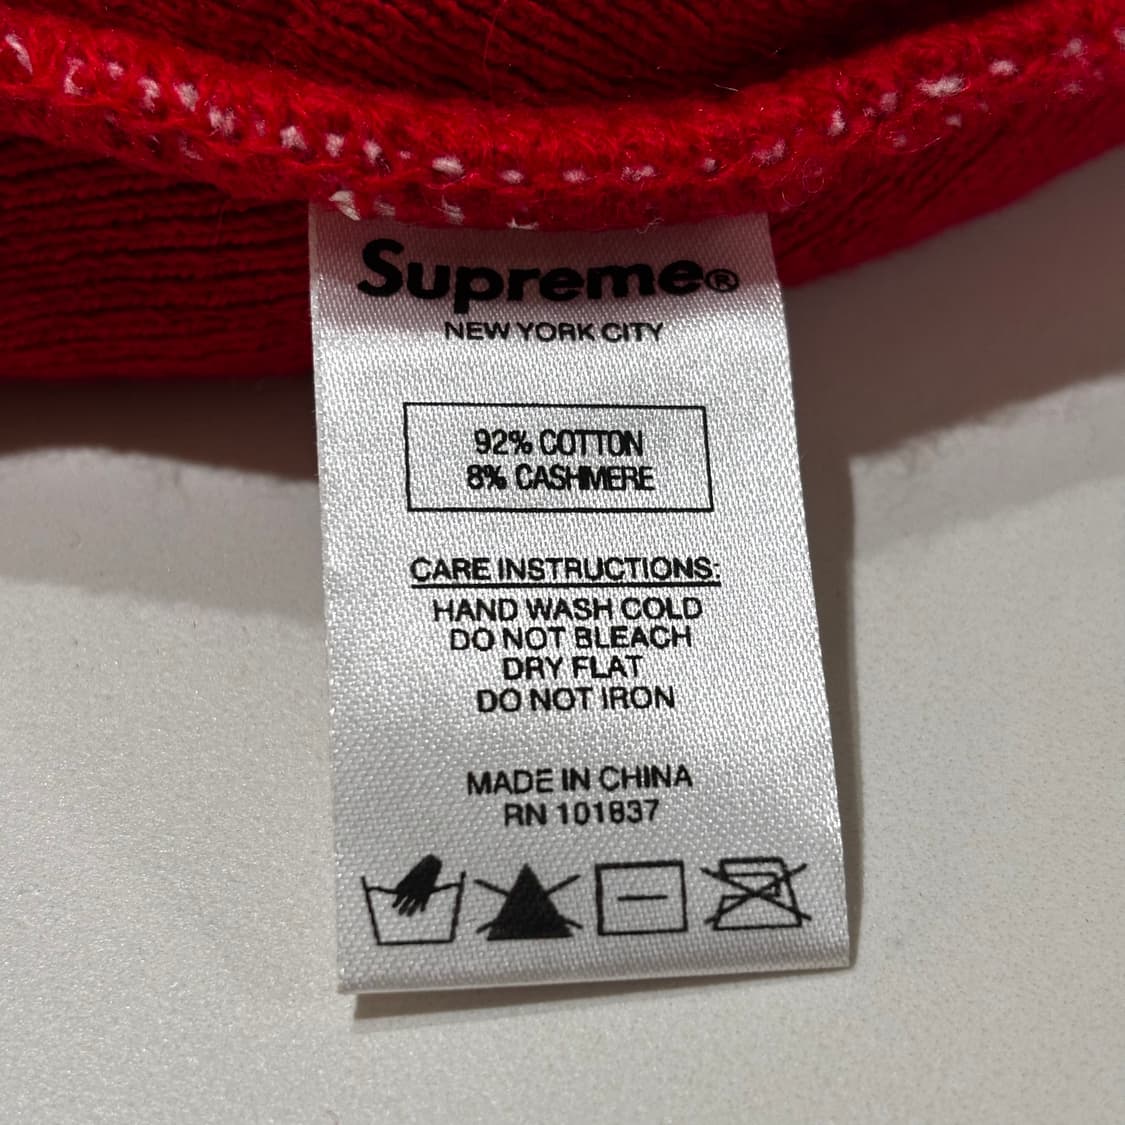 Supreme®
NEW YORK CITY
92% COTTON
8% CASHMERE
CARE INSTRUCTIONS:
HAND WASH COLD
DO NOT BLEACH
DRY FLAT
DO NOT IRON
MADE IN CHINA
RN 101837